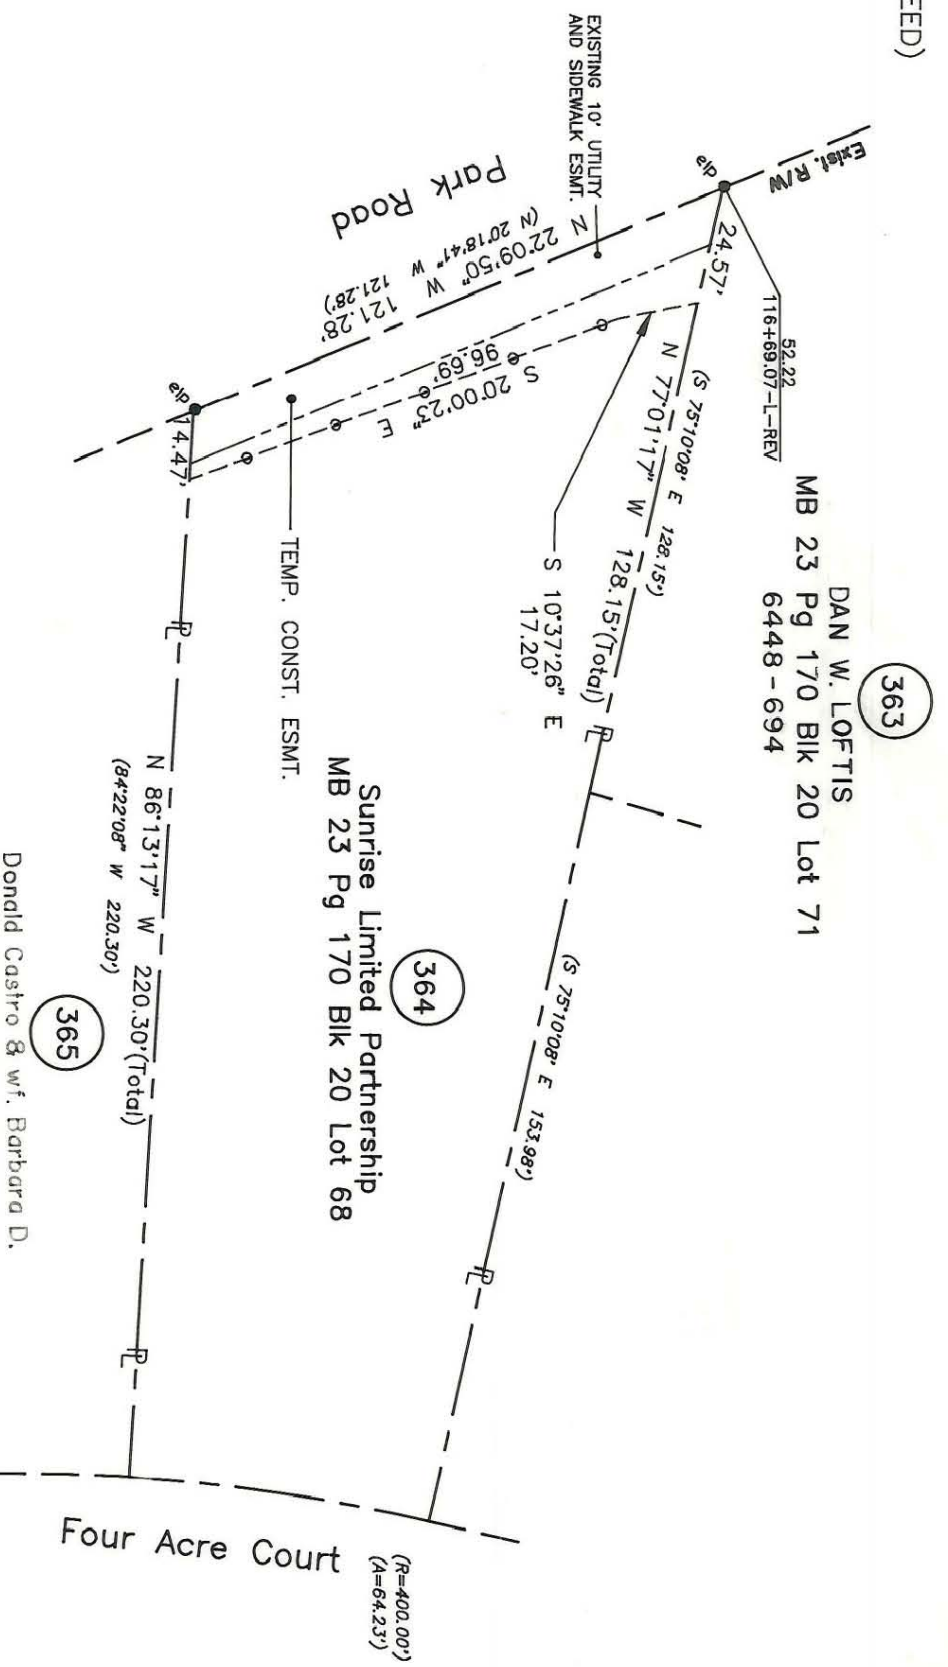 EED)
Exist. R/W
eip
52.22
116+69.07-L-REV
363
DAN W. LOFTIS
MB 23 Pg 170 Blk 20 Lot 71
6448-694
EXISTING 10' UTILITY
AND SIDEWALK ESMT.
24.57'
(S 75°10'08" E 128.15')
N 77°01'17" W 128.15'(Total)
PL
S 10°37'26" E
17.20'
Park Road
N 22°09'50" W 121.28'
(N 20°18'41" W 121.28')
S 20°00'23" E
96.69'
eip
14.47'
TEMP. CONST. ESMT.
364
Sunrise Limited Partnership
MB 23 Pg 170 Blk 20 Lot 68
(S 75°10'08" E 153.98')
PL
PL
N 86°13'17" W 220.30'(Total)
(84°22'08" W 220.30')
PL
365
Donald Castro & wf. Barbara D.
Four Acre Court
(R=400.00')
(A=64.23')